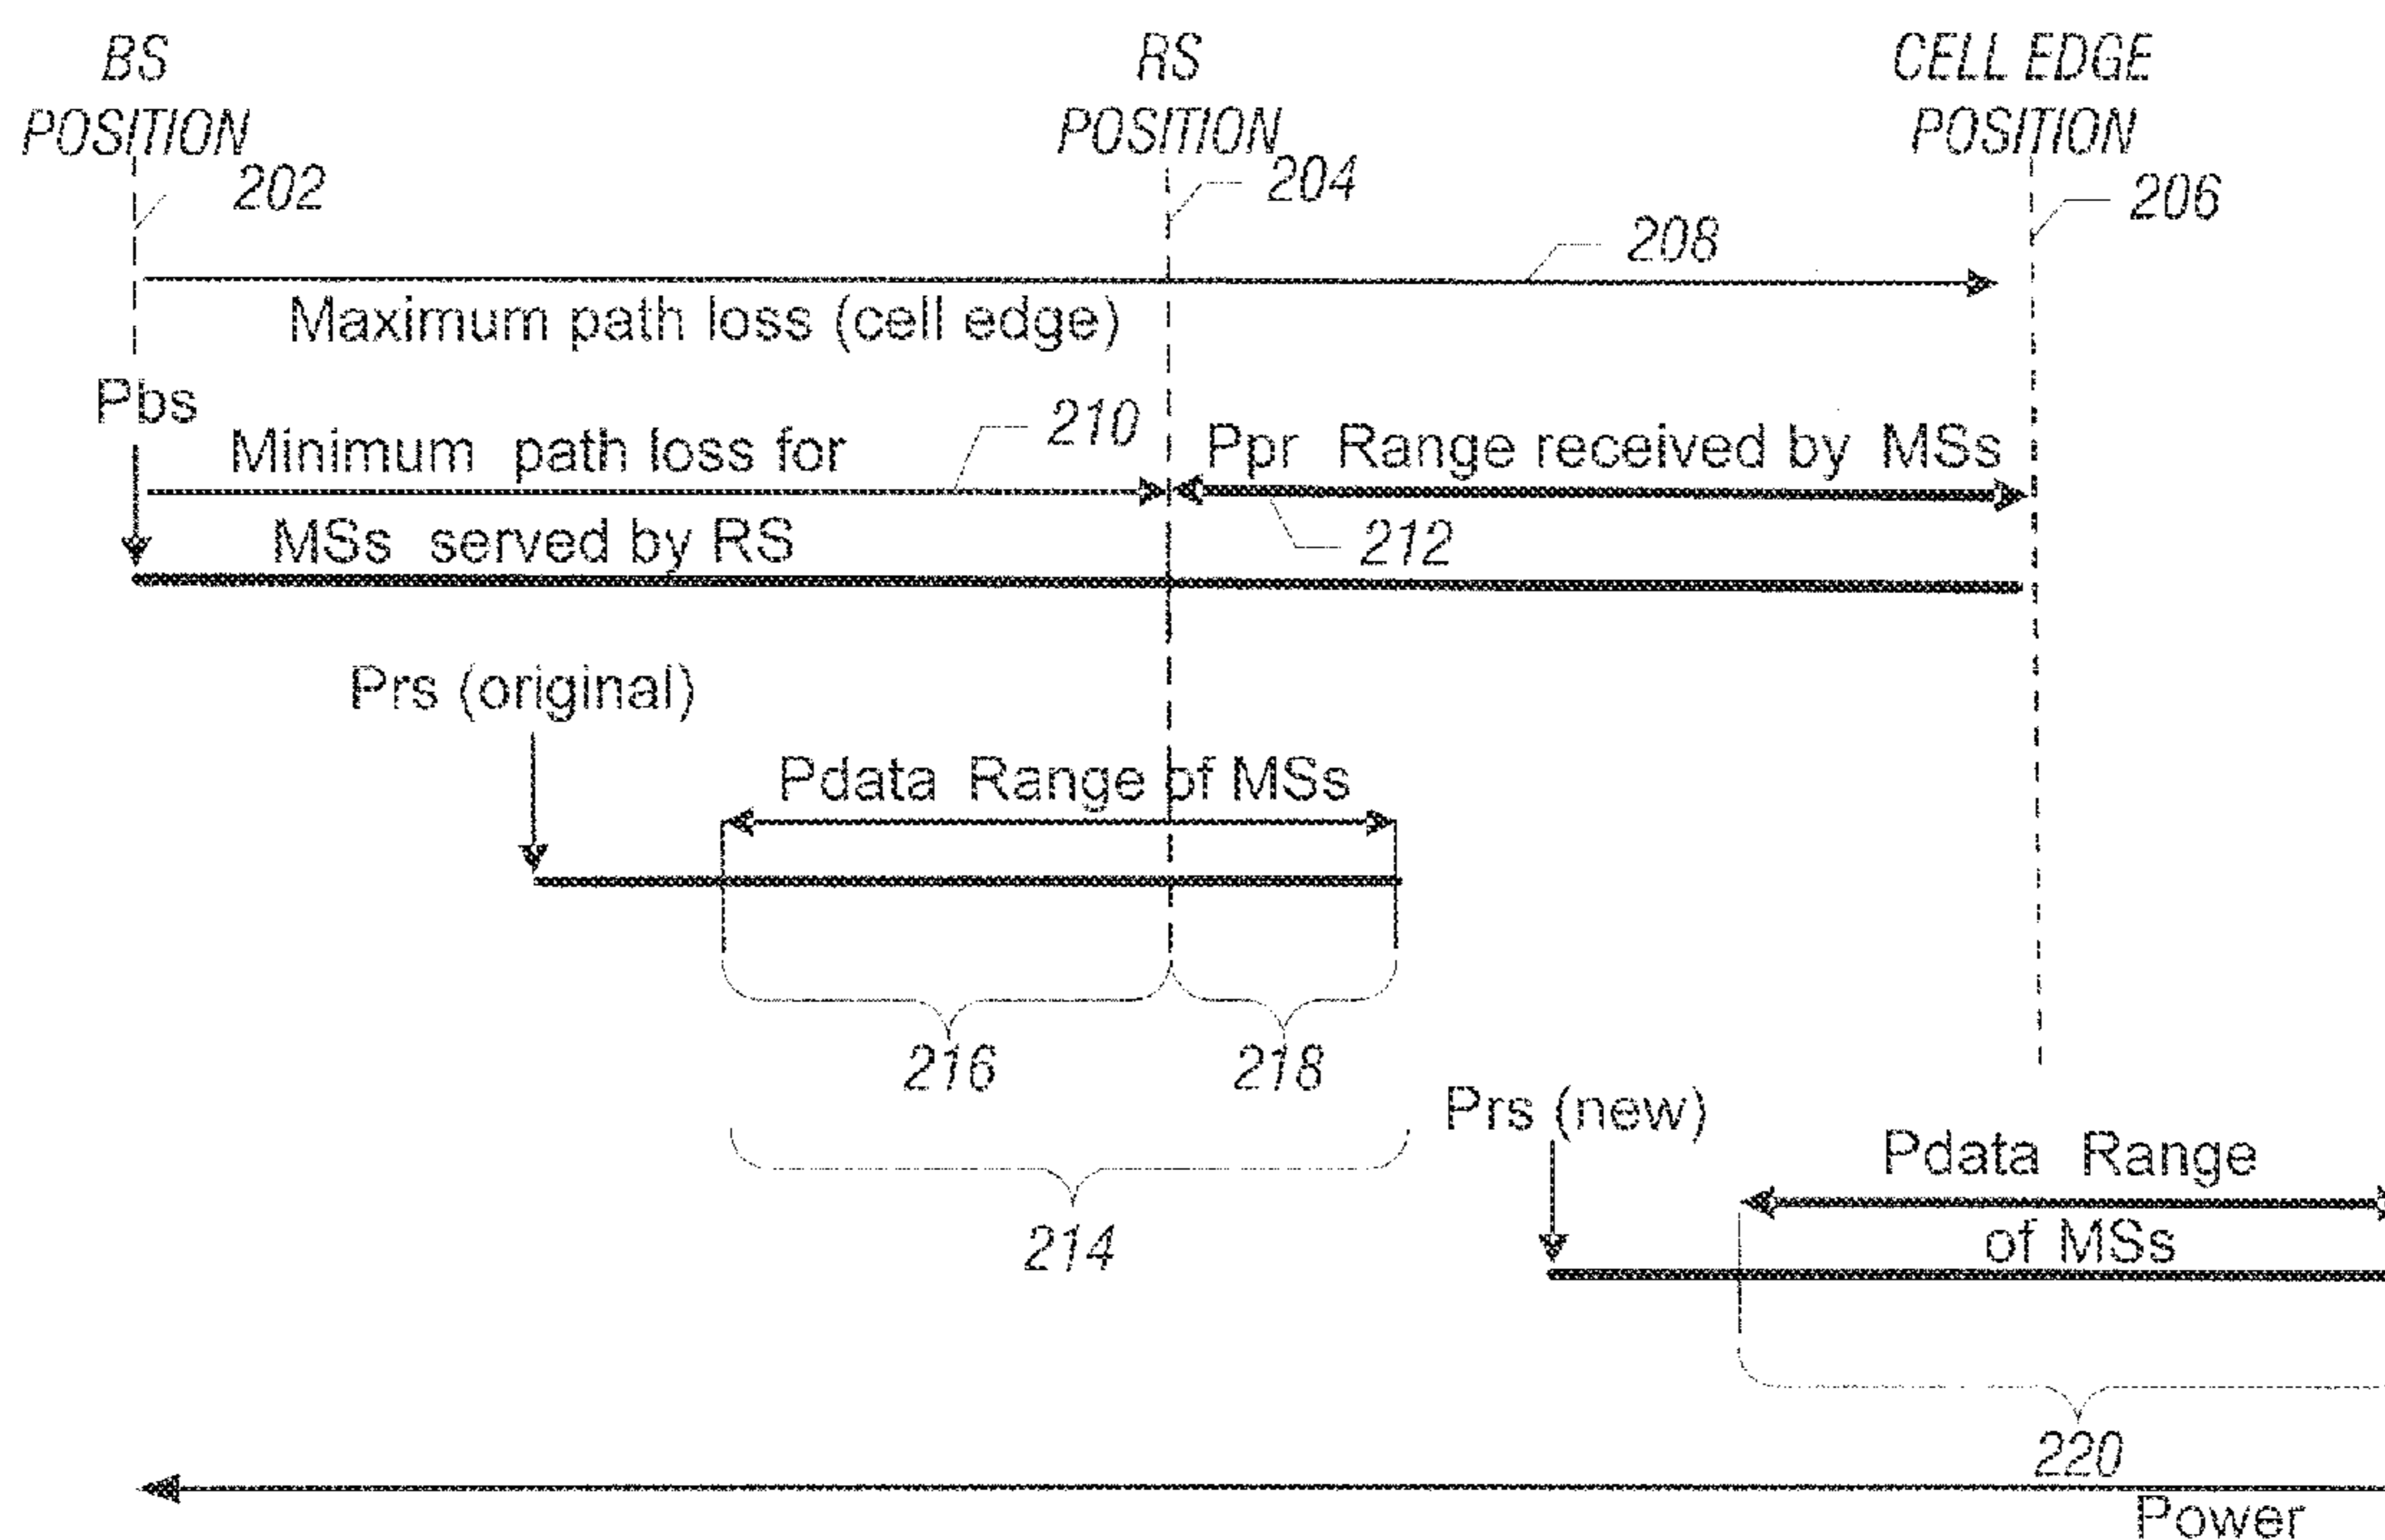 BS
POSITION
RS
POSITION
CELL EDGE
POSITION
202
204
206
208
Maximum path loss (cell edge)
Pbs
Minimum path loss for
210
Ppr Range received by MSs
MSs served by RS
212
Prs (original)
Pdata Range of MSs
216
218
214
Prs (new)
Pdata Range
of MSs
220
Power